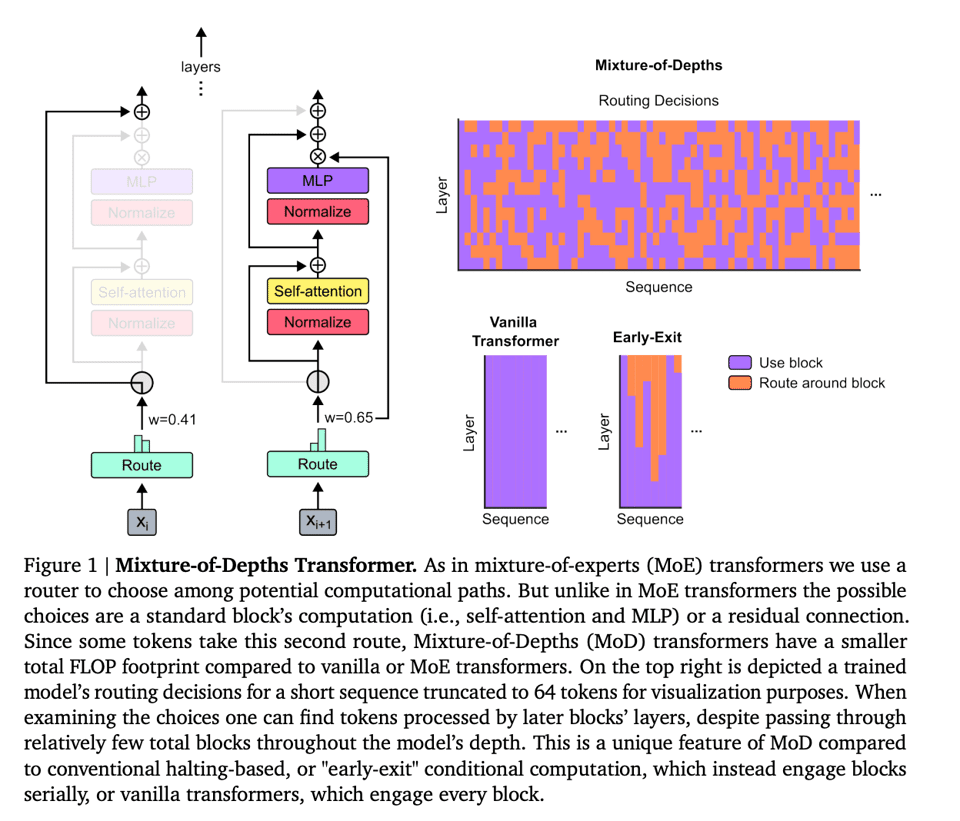 layers
...
MLP
Normalize
Self-attention
Normalize
w=0.41
Route
xi
MLP
Normalize
Self-attention
Normalize
w=0.65
Route
xi+1
Mixture-of-Depths
Routing Decisions
Layer
...
Sequence
Vanilla
Transformer
Layer
...
Sequence
Early-Exit
Layer
...
Sequence
Use block
Route around block
Figure 1 | Mixture-of-Depths Transformer. As in mixture-of-experts (MoE) transformers we use a
router to choose among potential computational paths. But unlike in MoE transformers the possible
choices are a standard block's computation (i.e., self-attention and MLP) or a residual connection.
Since some tokens take this second route, Mixture-of-Depths (MoD) transformers have a smaller
total FLOP footprint compared to vanilla or MoE transformers. On the top right is depicted a trained
model's routing decisions for a short sequence truncated to 64 tokens for visualization purposes. When
examining the choices one can find tokens processed by later blocks' layers, despite passing through
relatively few total blocks throughout the model's depth. This is a unique feature of MoD compared
to conventional halting-based, or "early-exit" conditional computation, which instead engage blocks
serially, or vanilla transformers, which engage every block.